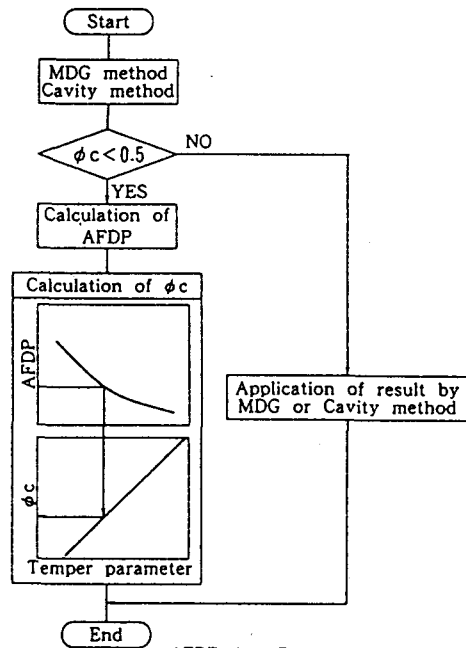 Start
MDG method
Cavity method
φc<0.5
NO
YES
Calculation of
AFDP
Calculation of φc
AFDP
φc
Temper parameter
Application of result by
MDG or Cavity method
End